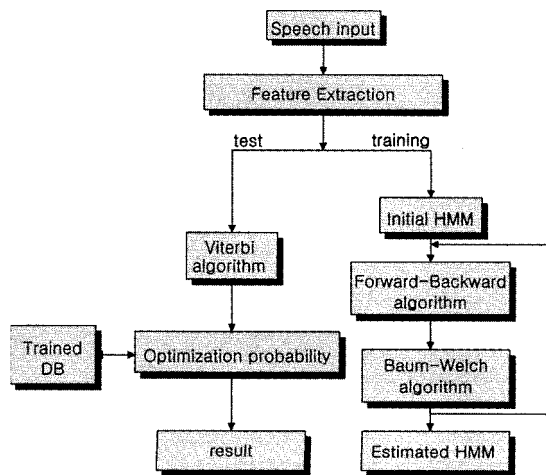 Speech input
Feature Extraction
test
training
Initial HMM
Viterbi
algorithm
Forward-Backward
algorithm
Trained
DB
Optimization probability
Baum-Welch
algorithm
result
Estimated HMM